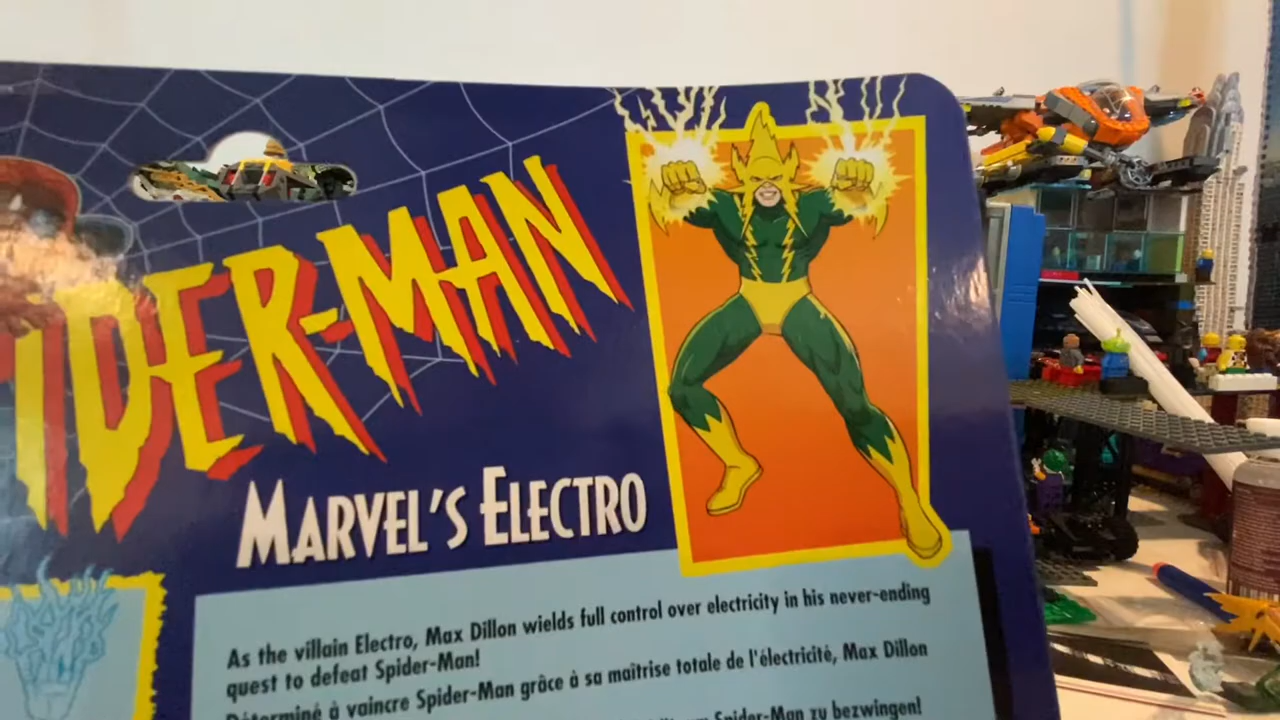 SPIDER-MAN
MARVEL'S ELECTRO
As the villain Electro, Max Dillon wields full control over electricity in his never-ending
quest to defeat Spider-Man!
Déterminé à vaincre Spider-Man grâce à sa maîtrise totale de l'électricité, Max Dillon
Spider-Man zu bezwingen!